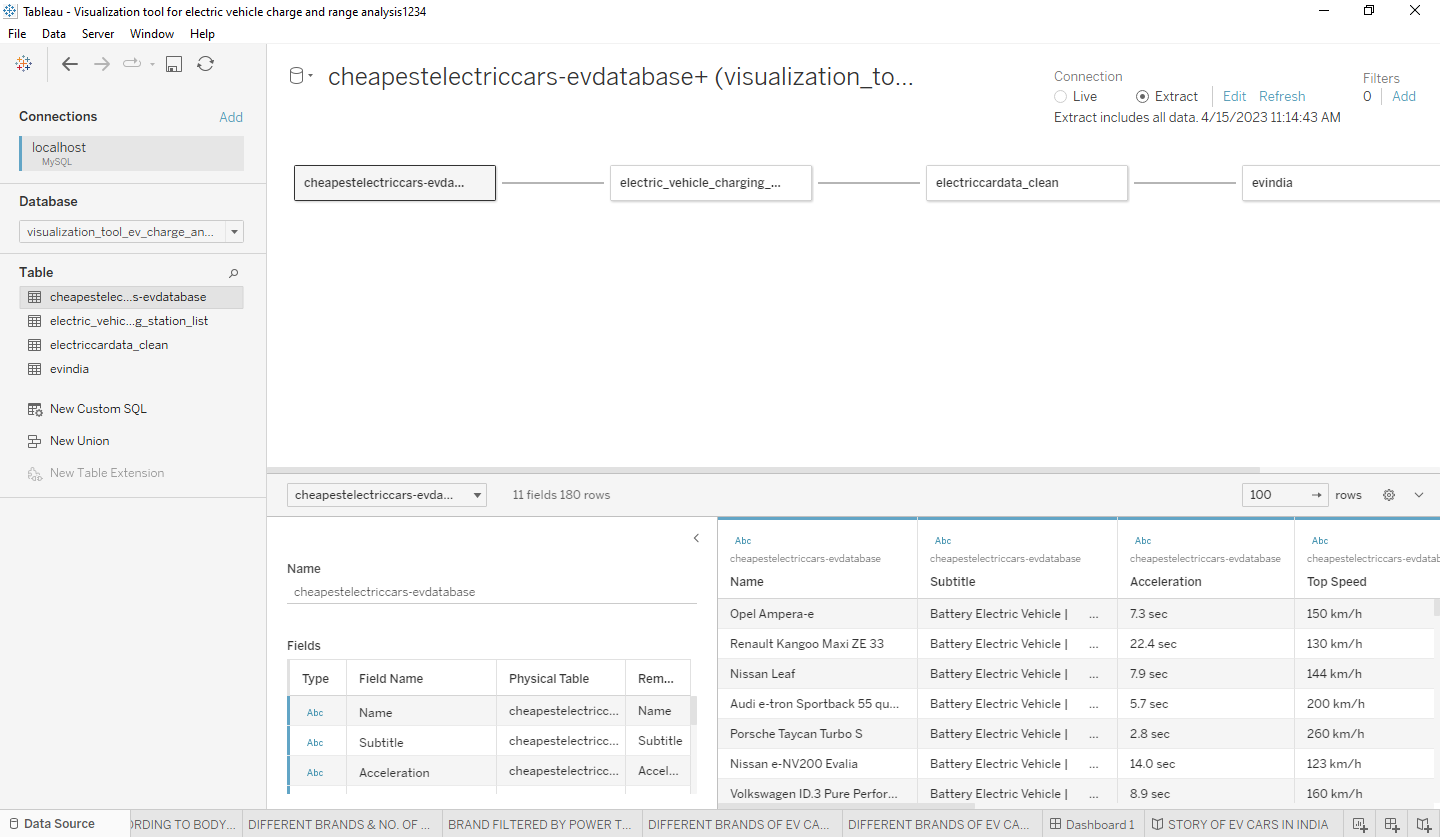 Tableau - Visualization tool for electric vehicle charge and range analysis1234
File Data Server Window Help
Connections Add
localhost
MySQL
Database
visualization_tool_ev_charge_an...
Table
cheapestelec...s-evdatabase
electric_vehic...g_station_list
electriccardata_clean
evindia
New Custom SQL
New Union
New Table Extension
cheapestelectriccars-evdatabase+ (visualization_to...
Connection
Live Extract Edit Refresh
Extract includes all data. 4/15/2023 11:14:43 AM
Filters
0 Add
cheapestelectriccars-evda... electric_vehicle_charging_... electriccardata_clean evindia
cheapestelectriccars-evda... 11 fields 180 rows 100 rows
Name
cheapestelectriccars-evdatabase
Fields
Type Field Name Physical Table Rem...
Abc Name cheapestelectricc... Name
Abc Subtitle cheapestelectricc... Subtitle
Abc Acceleration cheapestelectricc... Accel...
Abc Abc Abc Abc
cheapestelectriccars-evdatabase cheapestelectriccars-evdatabase cheapestelectriccars-evdatabase cheapestelectriccars-evdatab
Name Subtitle Acceleration Top Speed
Opel Ampera-e Battery Electric Vehicle | ... 7.3 sec 150 km/h
Renault Kangoo Maxi ZE 33 Battery Electric Vehicle | ... 22.4 sec 130 km/h
Nissan Leaf Battery Electric Vehicle | ... 7.9 sec 144 km/h
Audi e-tron Sportback 55 qu... Battery Electric Vehicle | ... 5.7 sec 200 km/h
Porsche Taycan Turbo S Battery Electric Vehicle | ... 2.8 sec 260 km/h
Nissan e-NV200 Evalia Battery Electric Vehicle | ... 14.0 sec 123 km/h
Volkswagen ID.3 Pure Perfor... Battery Electric Vehicle | ... 8.9 sec 160 km/h
Data Source ORDING TO BODY... DIFFERENT BRANDS & NO. OF ... BRAND FILTERED BY POWER T... DIFFERENT BRANDS OF EV CA... DIFFERENT BRANDS OF EV CA... Dashboard 1 STORY OF EV CARS IN INDIA